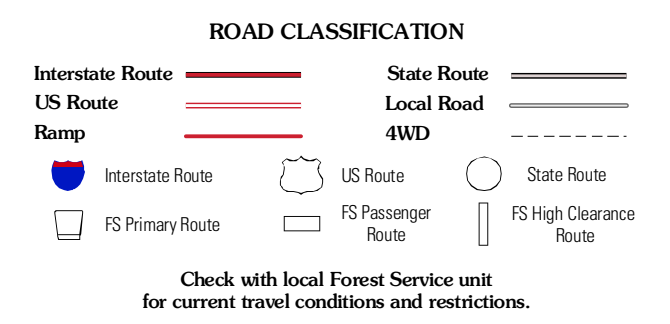 ROAD CLASSIFICATION
Interstate Route
State Route
US Route
Local Road
Ramp
4WD
Interstate Route
US Route
State Route
FS Primary Route
FS Passenger
Route
FS High Clearance
Route
Check with local Forest Service unit
for current travel conditions and restrictions.